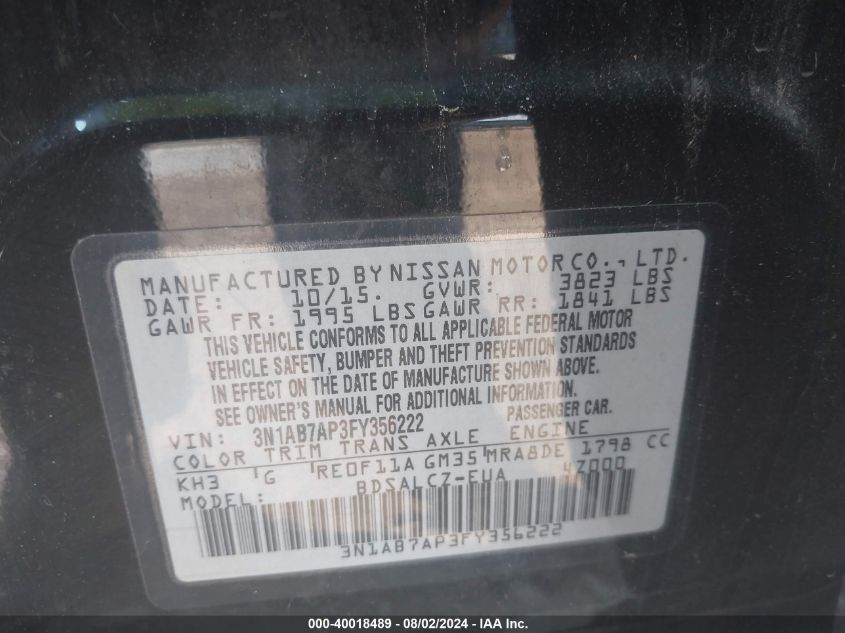 MANUFACTURED BY NISSAN MOTOR CO., LTD.
DATE: 10/15. GVWR: 3823 LBS
GAWR FR: 1995 LBS GAWR RR: 1841 LBS
THIS VEHICLE CONFORMS TO ALL APPLICABLE FEDERAL MOTOR
VEHICLE SAFETY, BUMPER AND THEFT PREVENTION STANDARDS
IN EFFECT ON THE DATE OF MANUFACTURE SHOWN ABOVE.
SEE OWNER'S MANUAL FOR ADDITIONAL INFORMATION.
VIN: 3N1AB7AP3FY356222 PASSENGER CAR.
COLOR TRIM TRANS AXLE ENGINE
KH3 G RE0F11A GM35 MRA8DE 1798 CC
MODEL: BDSALCZ-EUA 4Z000
3N1AB7AP3FY356222
000-40018489 - 08/02/2024 - IAA Inc.